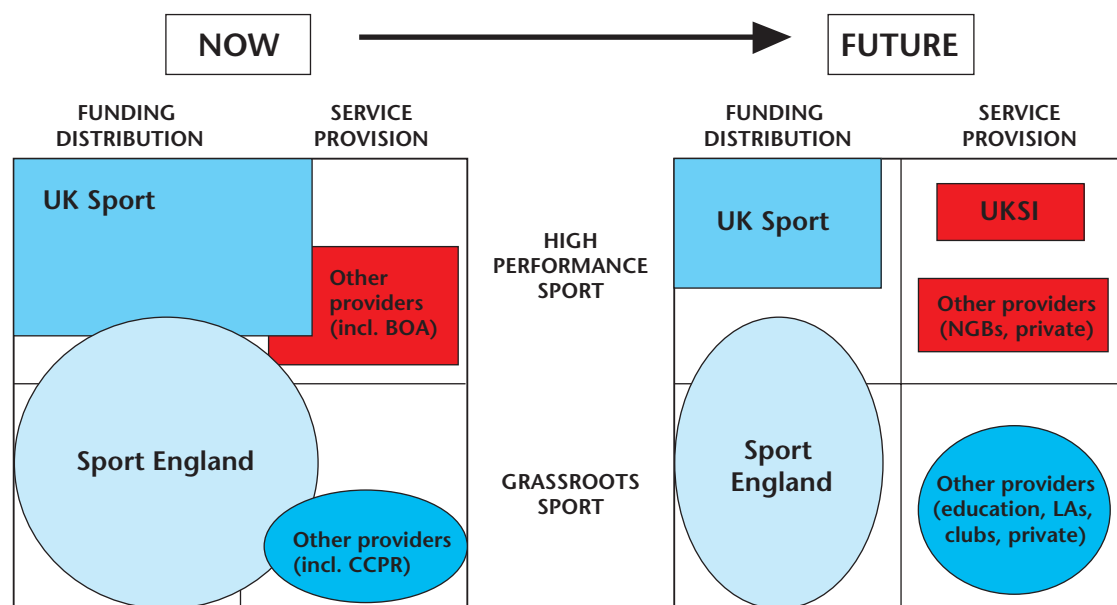 NOW
FUTURE
FUNDING
DISTRIBUTION
SERVICE
PROVISION
FUNDING
DISTRIBUTION
SERVICE
PROVISION
UK Sport
Other
providers
(incl. BOA)
HIGH
PERFORMANCE
SPORT
UK Sport
UKSI
Other providers
(NGBs, private)
Sport England
Other providers
(incl. CCPR)
GRASSROOTS
SPORT
Sport
England
Other providers
(education, LAs,
clubs, private)